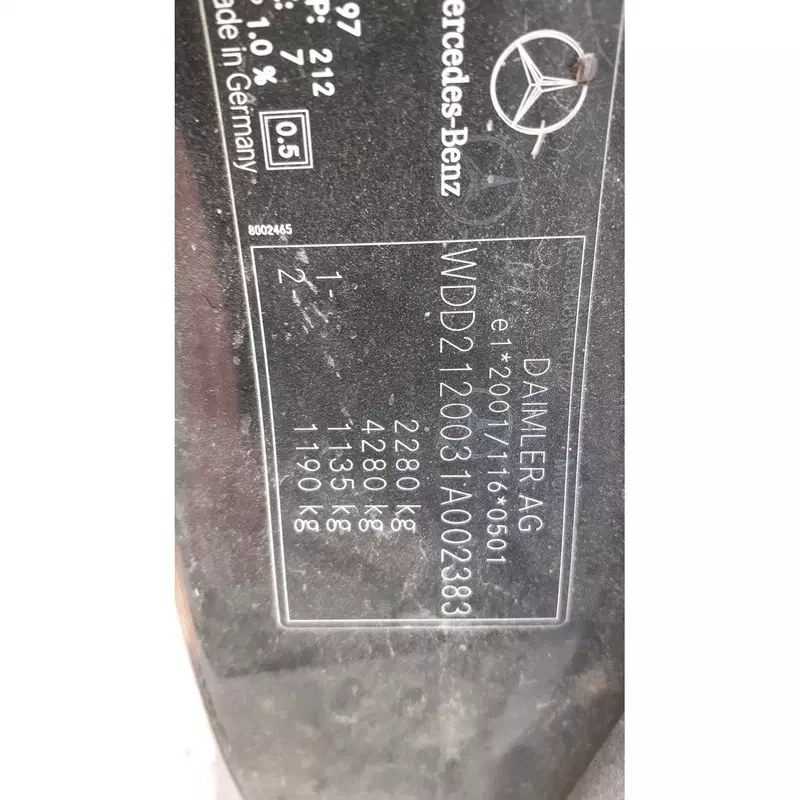 Mercedes-Benz
97
P: 212
: 7
P 1.0 %
ade in Germany
0.5
8002465
DAIMLER AG
e1*2001/116*0501
WDD2120031A002383
2280 kg
4280 kg
1- 1135 kg
2- 1190 kg